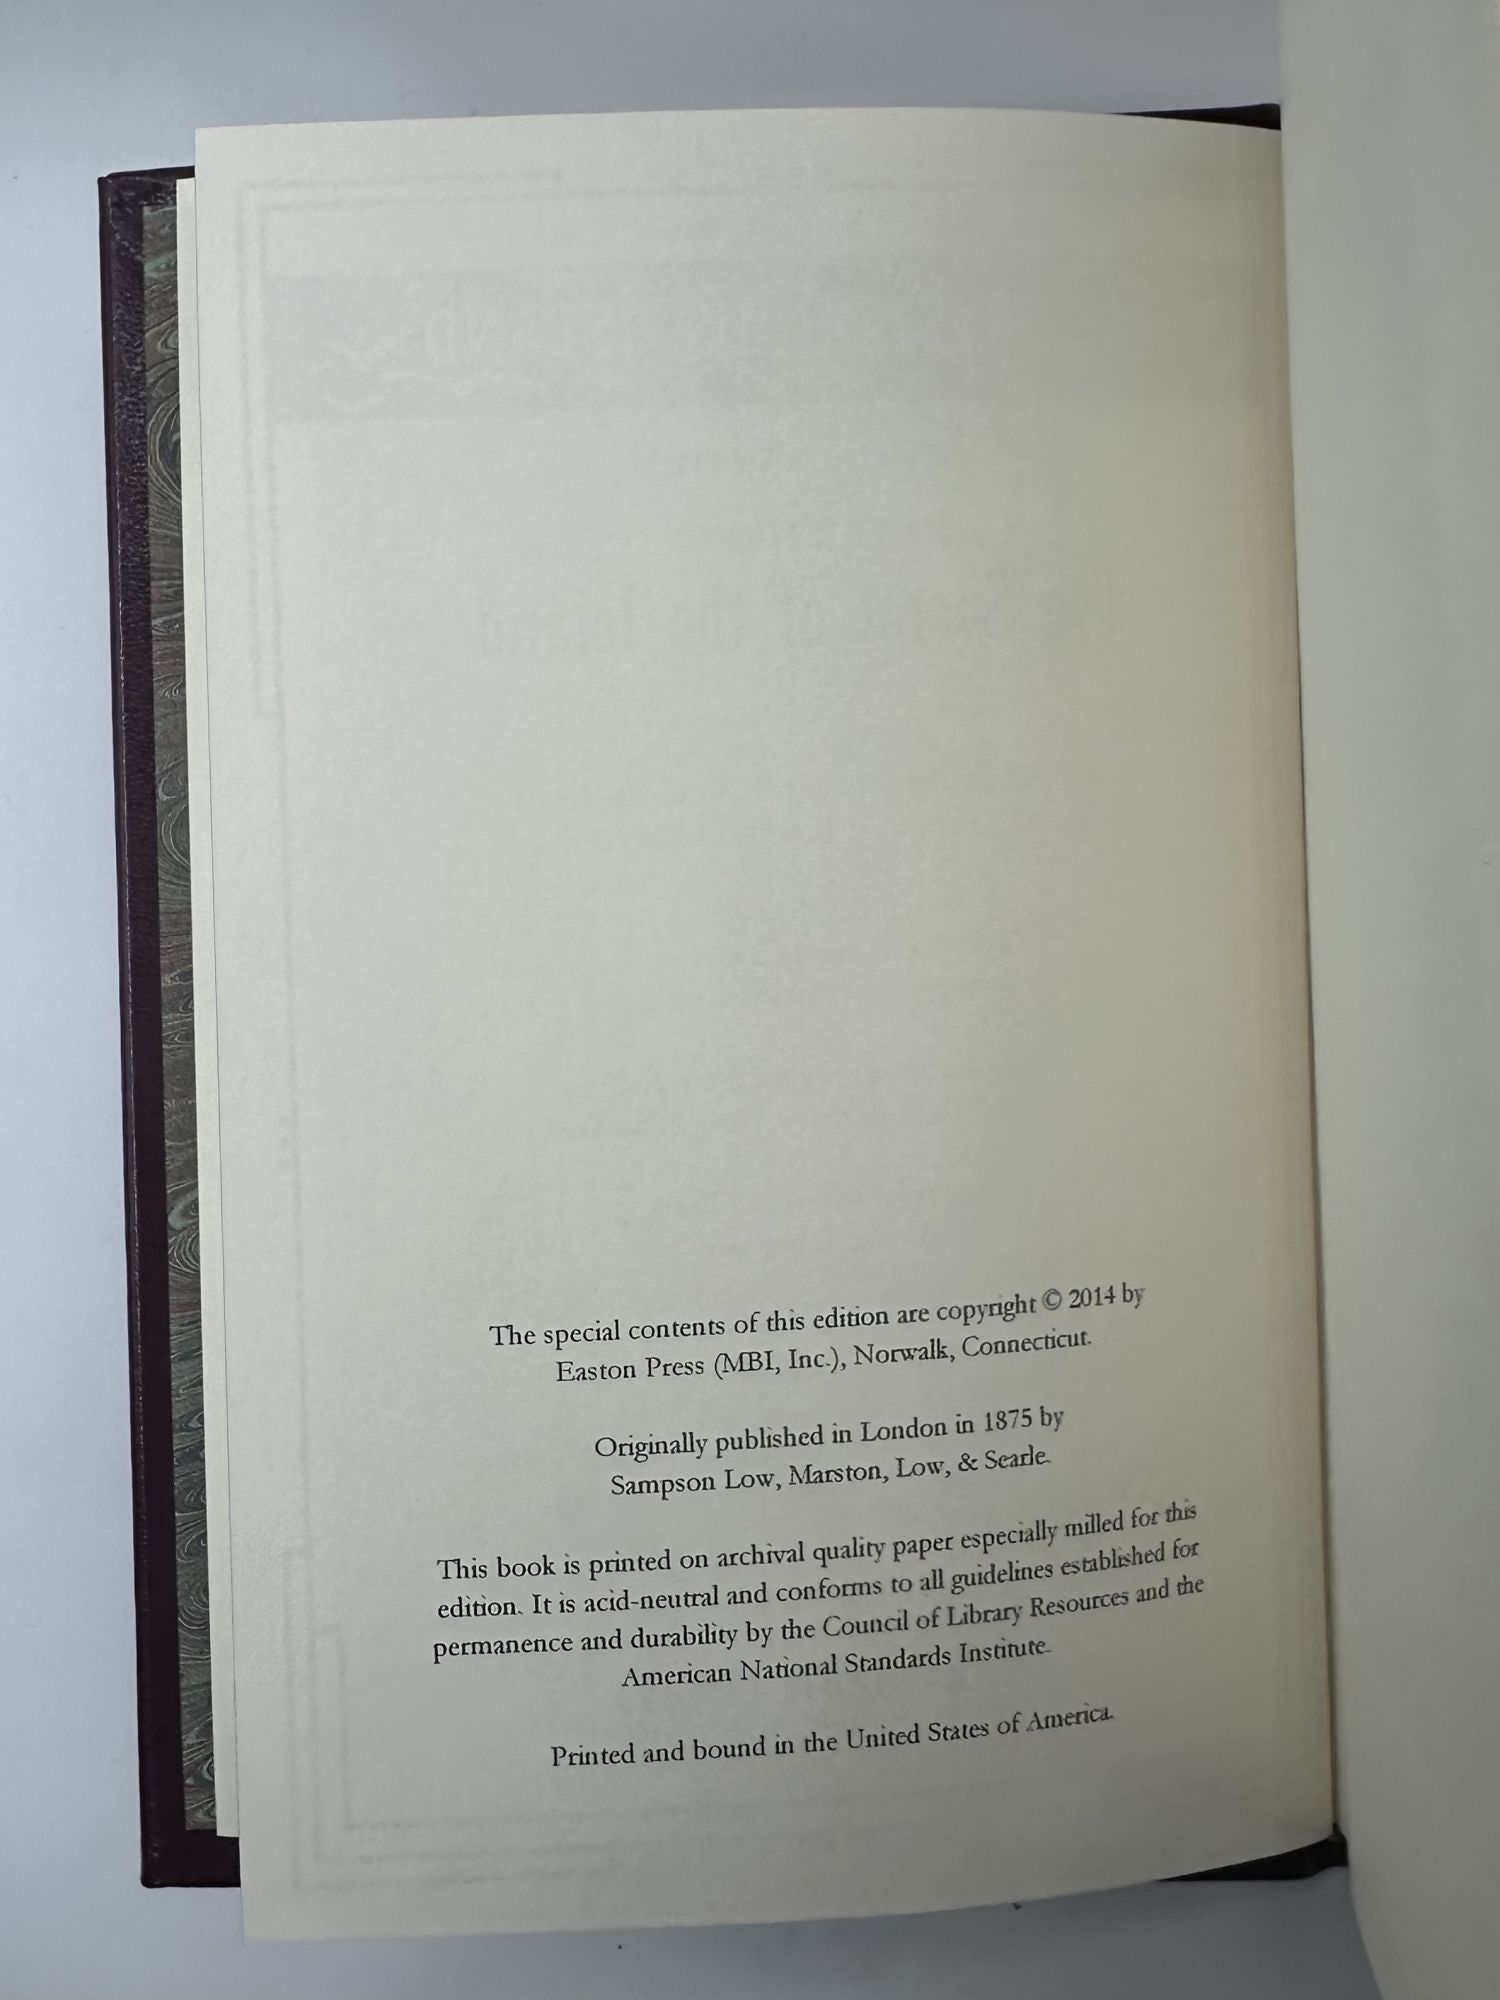 The special contents of this edition are copyright © 2014 by
Easton Press (MBI, Inc.), Norwalk, Connecticut.
Originally published in London in 1875 by
Sampson Low, Marston, Low, & Searle.
This book is printed on archival quality paper especially milled for this
edition. It is acid-neutral and conforms to all guidelines established for
permanence and durability by the Council of Library Resources and the
American National Standards Institute.
Printed and bound in the United States of America.